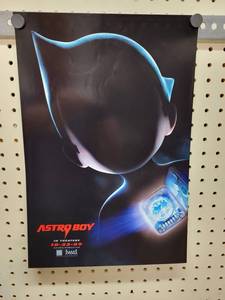 ASTRO BOY
IN THEATERS
10-23-09